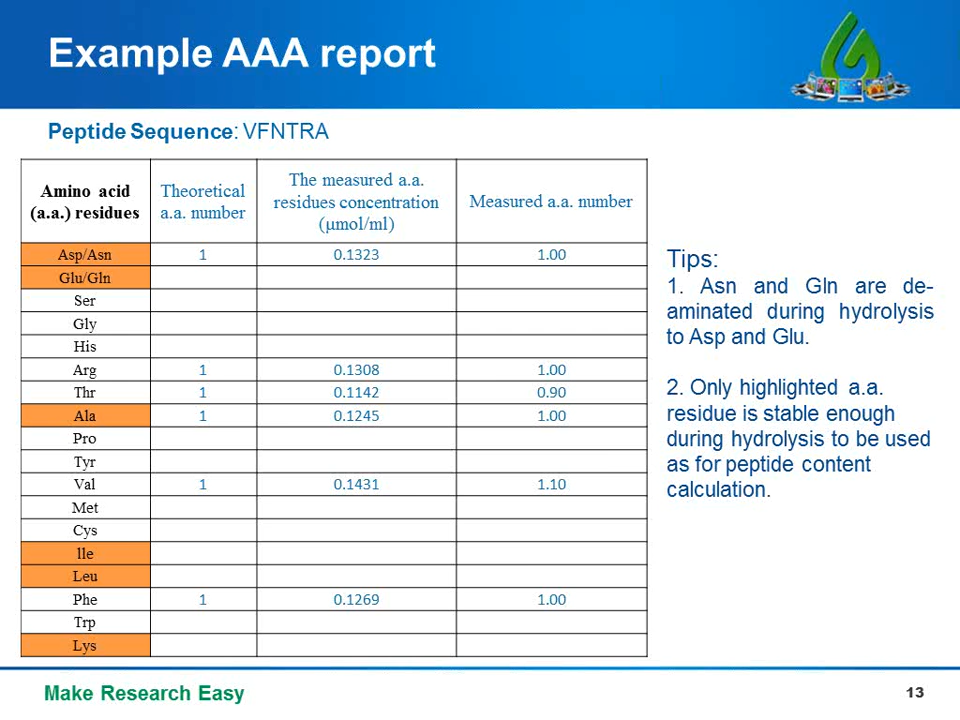 Example AAA report
Peptide Sequence: VFNTRA
Amino acid (a.a.) residues Theoretical a.a. number The measured a.a. residues concentration (µmol/ml) Measured a.a. number
Asp/Asn 1 0.1323 1.00
Glu/Gln
Ser
Gly
His
Arg 1 0.1308 1.00
Thr 1 0.1142 0.90
Ala 1 0.1245 1.00
Pro
Tyr
Val 1 0.1431 1.10
Met
Cys
lle
Leu
Phe 1 0.1269 1.00
Trp
Lys
Tips:
1. Asn and Gln are de-
aminated during hydrolysis
to Asp and Glu.
2. Only highlighted a.a.
residue is stable enough
during hydrolysis to be used
as for peptide content
calculation.
Make Research Easy
13